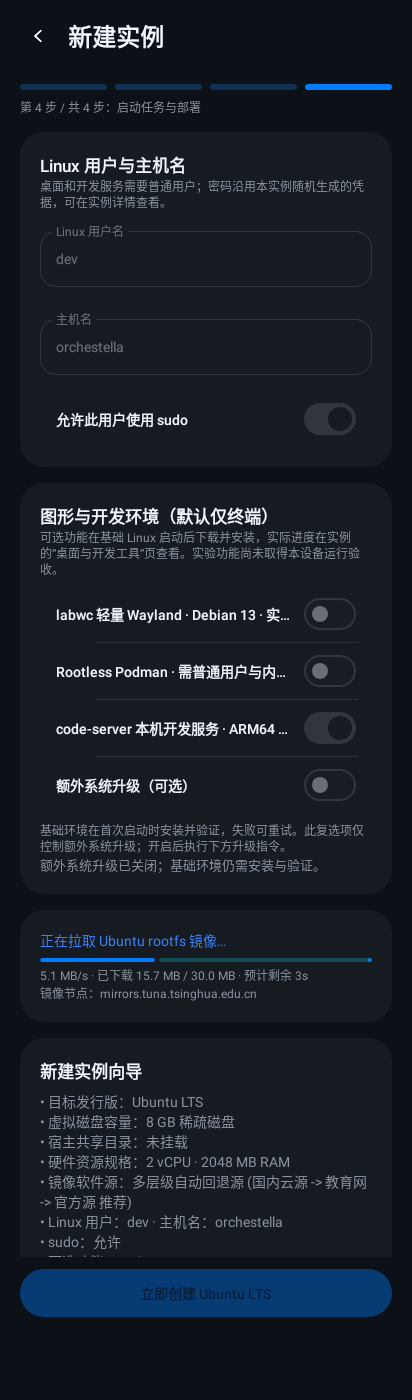 新建实例
第 4 步 / 共 4 步：启动任务与部署
Linux 用户与主机名
桌面和开发服务需要普通用户；密码沿用本实例随机生成的凭
据，可在实例详情查看。
Linux 用户名
dev
主机名
orchestella
允许此用户使用 sudo
图形与开发环境（默认仅终端）
可选功能在基础 Linux 启动后下载并安装，实际进度在实例
的“桌面与开发工具”页查看。实验功能尚未取得本设备运行验
收。
labwc 轻量 Wayland · Debian 13 · 实...
Rootless Podman · 需普通用户与内...
code-server 本机开发服务 · ARM64 ...
额外系统升级（可选）
基础环境在首次启动时安装并验证，失败可重试。此复选项仅
控制额外系统升级；开启后执行下方升级指令。
额外系统升级已关闭；基础环境仍需安装与验证。
正在拉取 Ubuntu rootfs 镜像...
5.1 MB/s · 已下载 15.7 MB / 30.0 MB · 预计剩余 3s
镜像节点：mirrors.tuna.tsinghua.edu.cn
新建实例向导
• 目标发行版：Ubuntu LTS
• 虚拟磁盘容量：8 GB 稀疏磁盘
• 宿主共享目录：未挂载
• 硬件资源规格：2 vCPU · 2048 MB RAM
• 镜像软件源：多层级自动回退源 (国内云源 -> 教育网
-> 官方源 推荐)
• Linux 用户：dev · 主机名：orchestella
• sudo：允许
立即创建 Ubuntu LTS